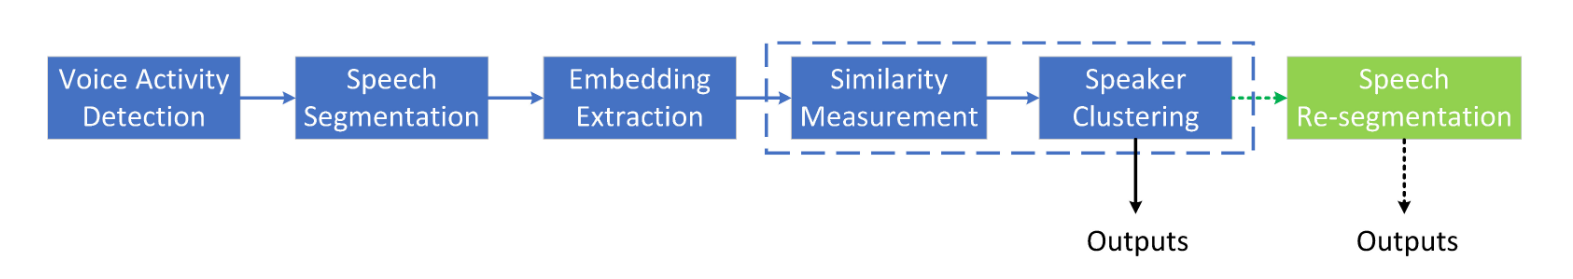 Voice Activity
Detection
Speech
Segmentation
Embedding
Extraction
Similarity
Measurement
Speaker
Clustering
Speech
Re-segmentation
Outputs
Outputs